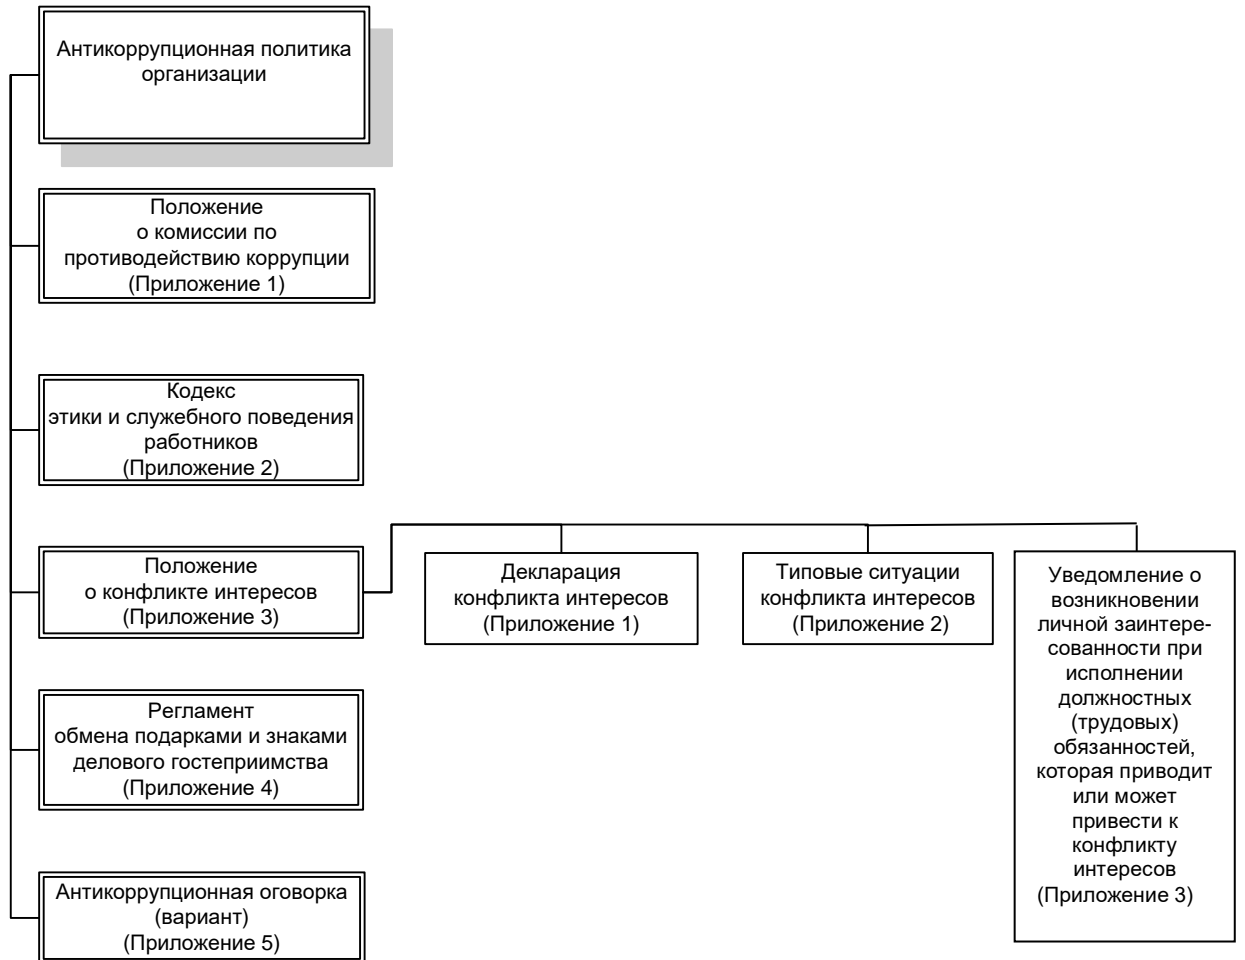 Антикоррупционная политика
организации
Положение
о комиссии по
противодействию коррупции
(Приложение 1)
Кодекс
этики и служебного поведения
работников
(Приложение 2)
Положение
о конфликте интересов
(Приложение 3)
Декларация
конфликта интересов
(Приложение 1)
Типовые ситуации
конфликта интересов
(Приложение 2)
Уведомление о
возникновении
личной заинтере-
сованности при
исполнении
должностных
(трудовых)
обязанностей,
которая приводит
или может
привести к
конфликту
интересов
(Приложение 3)
Регламент
обмена подарками и знаками
делового гостеприимства
(Приложение 4)
Антикоррупционная оговорка
(вариант)
(Приложение 5)